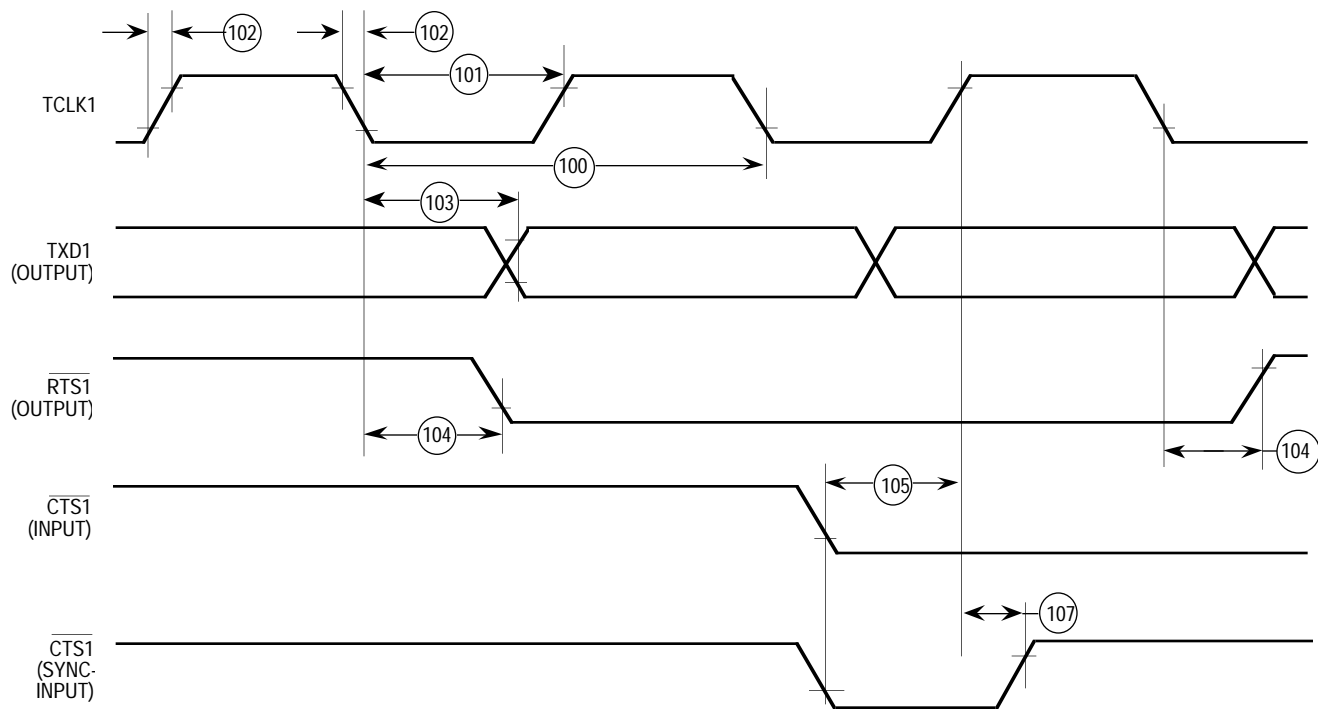 102
102
101
TCLK1
100
103
TXD1
(OUTPUT)
RTS1
(OUTPUT)
104
104
105
CTS1
(INPUT)
107
CTS1
(SYNC-
INPUT)